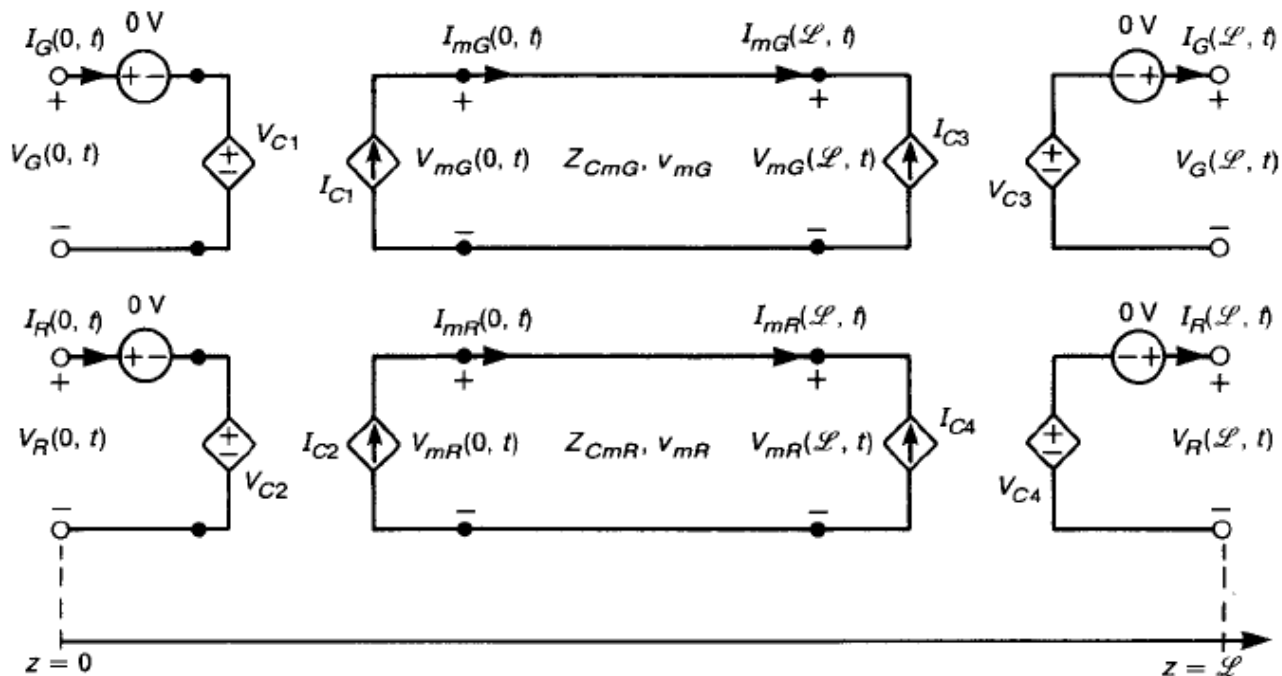 0 V
I_G(0, t)
I_mG(0, t)
I_mG(ℒ, t)
0 V
I_G(ℒ, t)
+ −
− +
+
+
+
+
V_G(0, t)
V_C1
+
−
I_C1
V_mG(0, t)
Z_CmG, v_mG
V_mG(ℒ, t)
I_C3
V_C3
+
−
V_G(ℒ, t)
−
−
−
−
0 V
I_R(0, t)
I_mR(0, t)
I_mR(ℒ, t)
0 V
I_R(ℒ, t)
+ −
− +
+
+
+
+
V_R(0, t)
V_C2
+
−
I_C2
V_mR(0, t)
Z_CmR, v_mR
V_mR(ℒ, t)
I_C4
V_C4
+
−
V_R(ℒ, t)
−
−
−
−
z = 0
z = ℒ